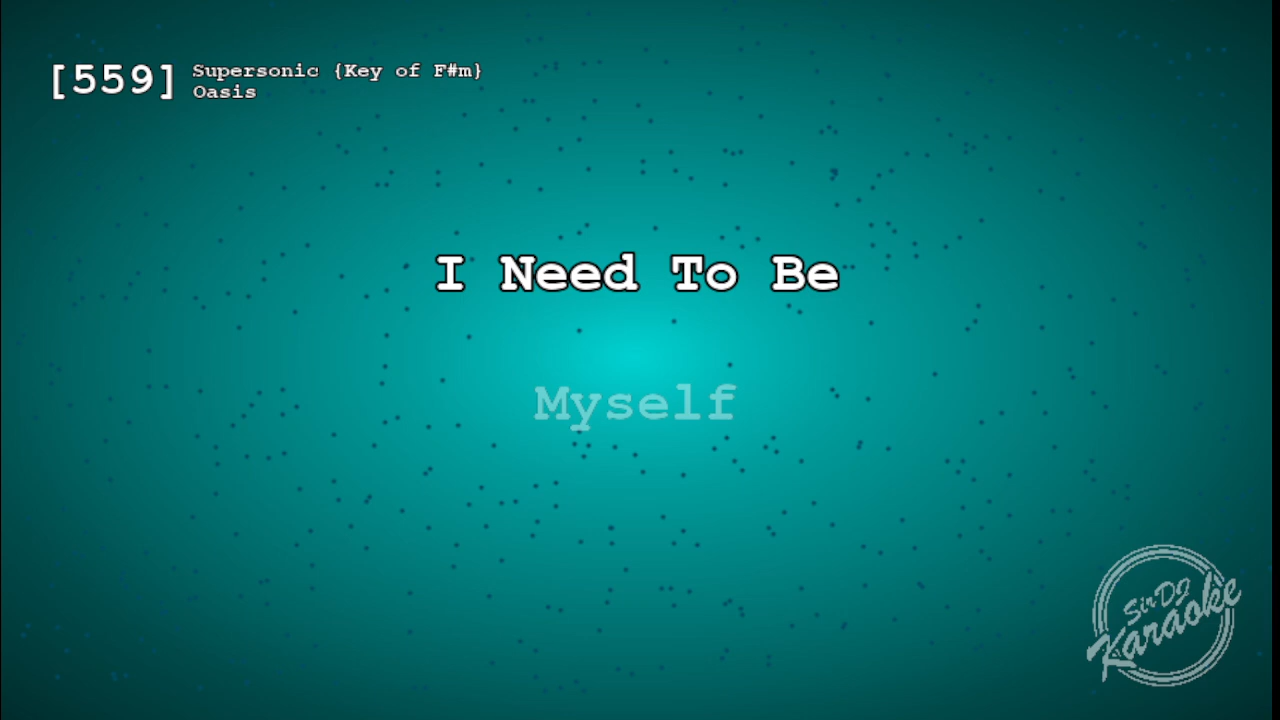 [559]
Supersonic {Key of F#m}
Oasis
I Need To Be
Myself
Sir DJ
Karaoke